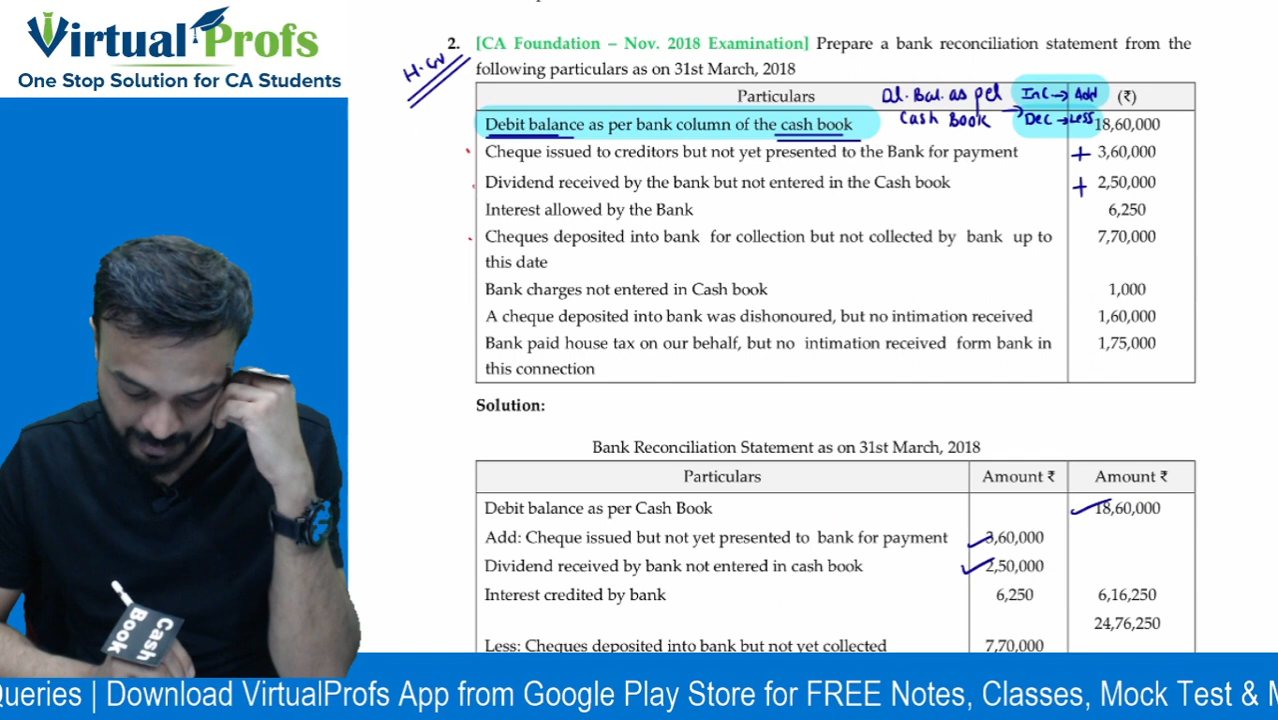 Virtual Profs
One Stop Solution for CA Students
H.W
2. [CA Foundation – Nov. 2018 Examination] Prepare a bank reconciliation statement from the
following particulars as on 31st March, 2018
Particulars (₹)
Dr. Bal. as per Inc → Add
Cash Book → Dec → Less
Debit balance as per bank column of the cash book 18,60,000
Cheque issued to creditors but not yet presented to the Bank for payment + 3,60,000
Dividend received by the bank but not entered in the Cash book + 2,50,000
Interest allowed by the Bank 6,250
Cheques deposited into bank for collection but not collected by bank up to 7,70,000
this date
Bank charges not entered in Cash book 1,000
A cheque deposited into bank was dishonoured, but no intimation received 1,60,000
Bank paid house tax on our behalf, but no intimation received form bank in 1,75,000
this connection
Solution:
Bank Reconciliation Statement as on 31st March, 2018
Particulars Amount ₹ Amount ₹
Debit balance as per Cash Book 18,60,000
Add: Cheque issued but not yet presented to bank for payment 3,60,000
Dividend received by bank not entered in cash book 2,50,000
Interest credited by bank 6,250 6,16,250
24,76,250
Less: Cheques deposited into bank but not yet collected 7,70,000
Cash
Book
Queries | Download VirtualProfs App from Google Play Store for FREE Notes, Classes, Mock Test &